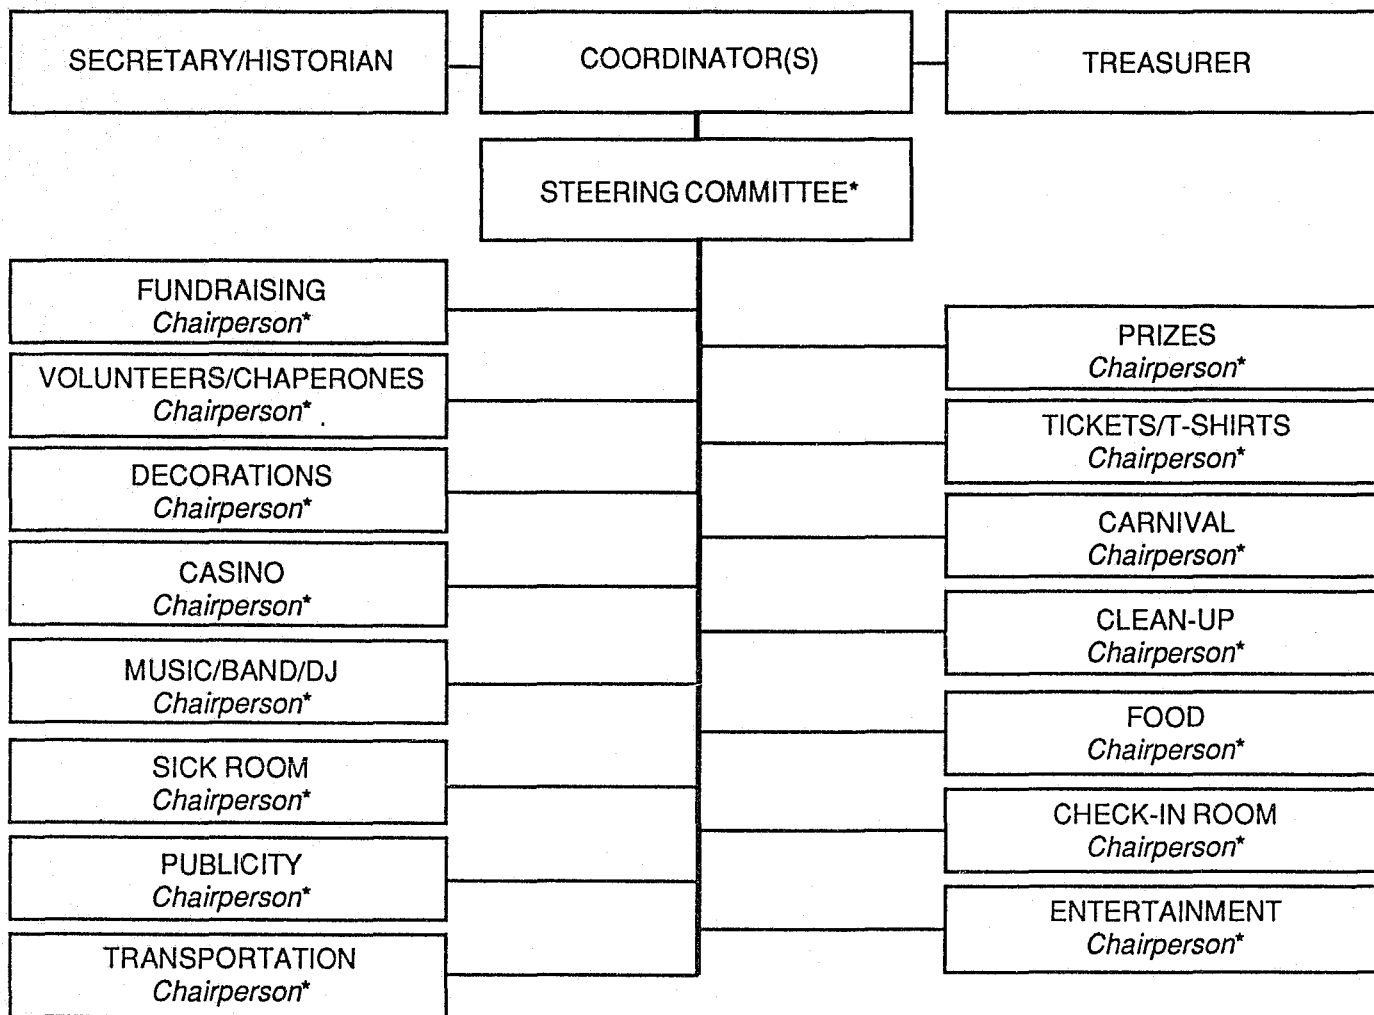 SECRETARY/HISTORIAN
COORDINATOR(S)
TREASURER
STEERING COMMITTEE*
FUNDRAISING
Chairperson*
VOLUNTEERS/CHAPERONES
Chairperson*
DECORATIONS
Chairperson*
CASINO
Chairperson*
MUSIC/BAND/DJ
Chairperson*
SICK ROOM
Chairperson*
PUBLICITY
Chairperson*
TRANSPORTATION
Chairperson*
PRIZES
Chairperson*
TICKETS/T-SHIRTS
Chairperson*
CARNIVAL
Chairperson*
CLEAN-UP
Chairperson*
FOOD
Chairperson*
CHECK-IN ROOM
Chairperson*
ENTERTAINMENT
Chairperson*